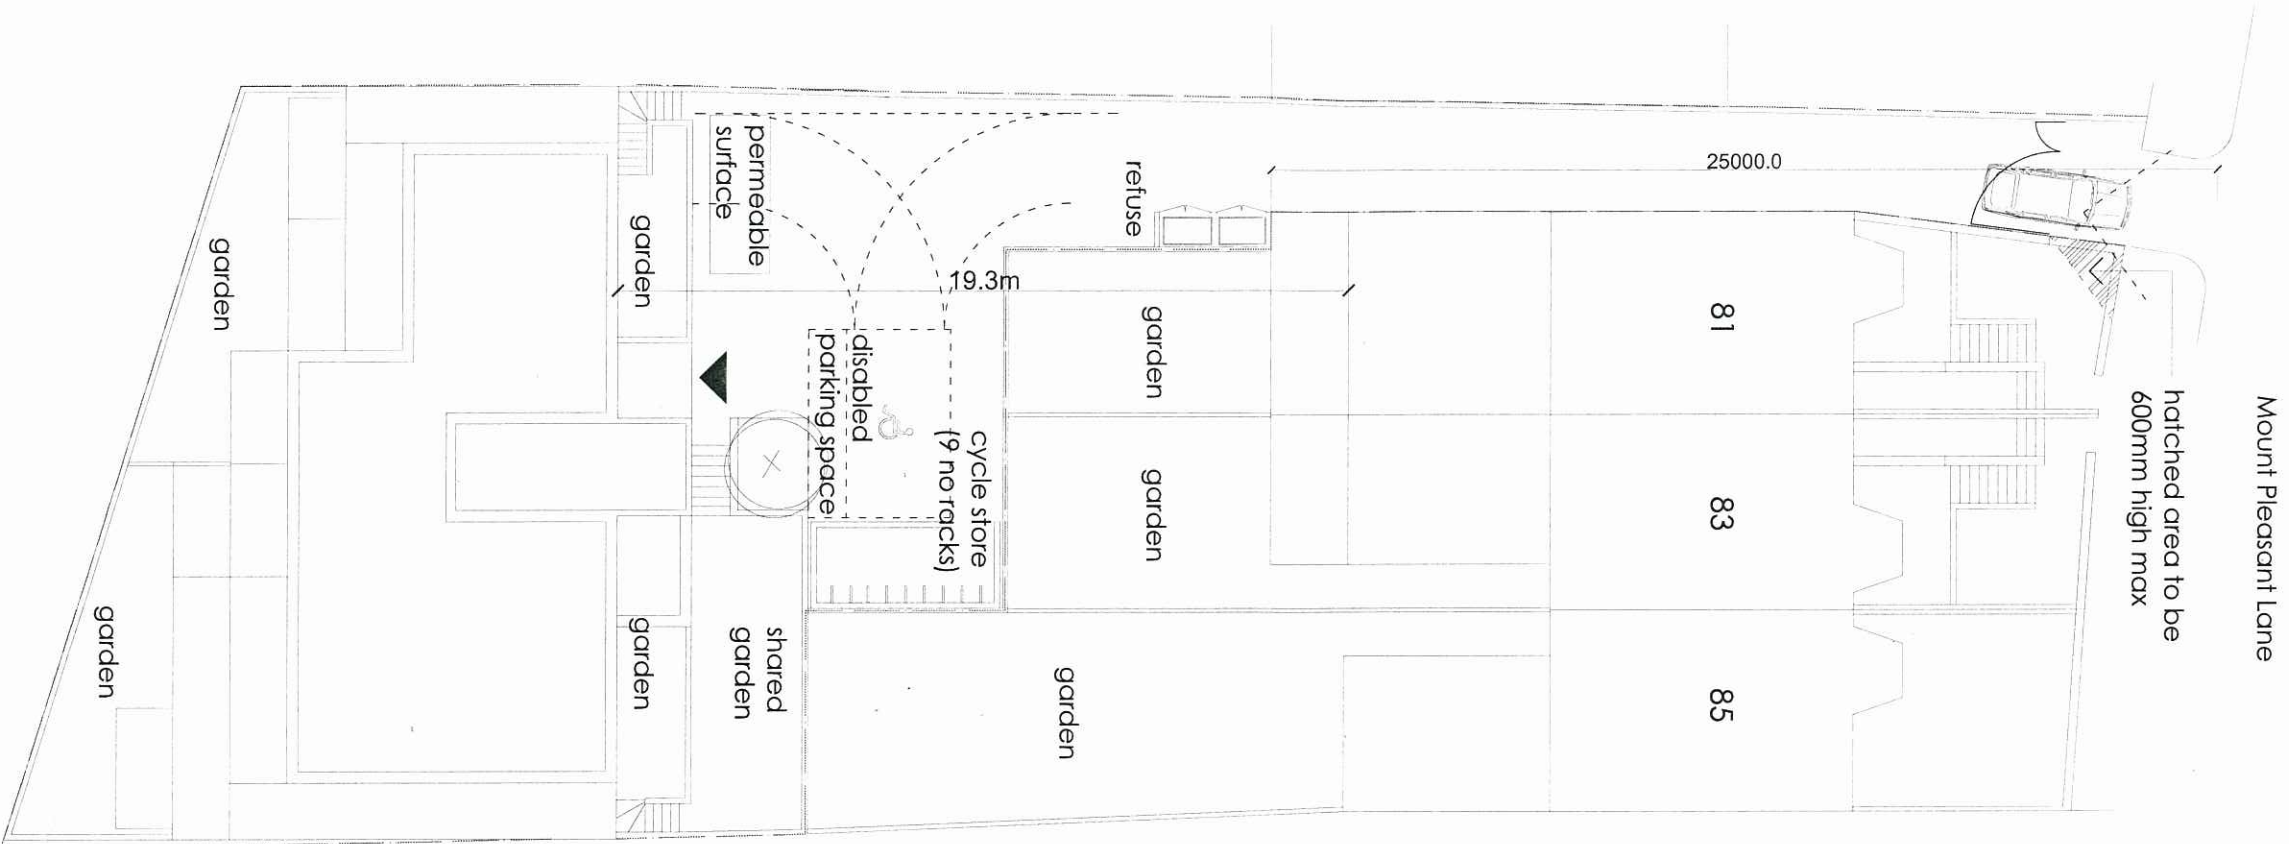 Mount Pleasant Lane
hatched area to be
600mm high max
25000.0
81
83
85
refuse
garden
garden
garden
19.3m
cycle store
(9 no racks)
disabled
parking space
permeable
surface
shared
garden
garden
garden
garden
garden